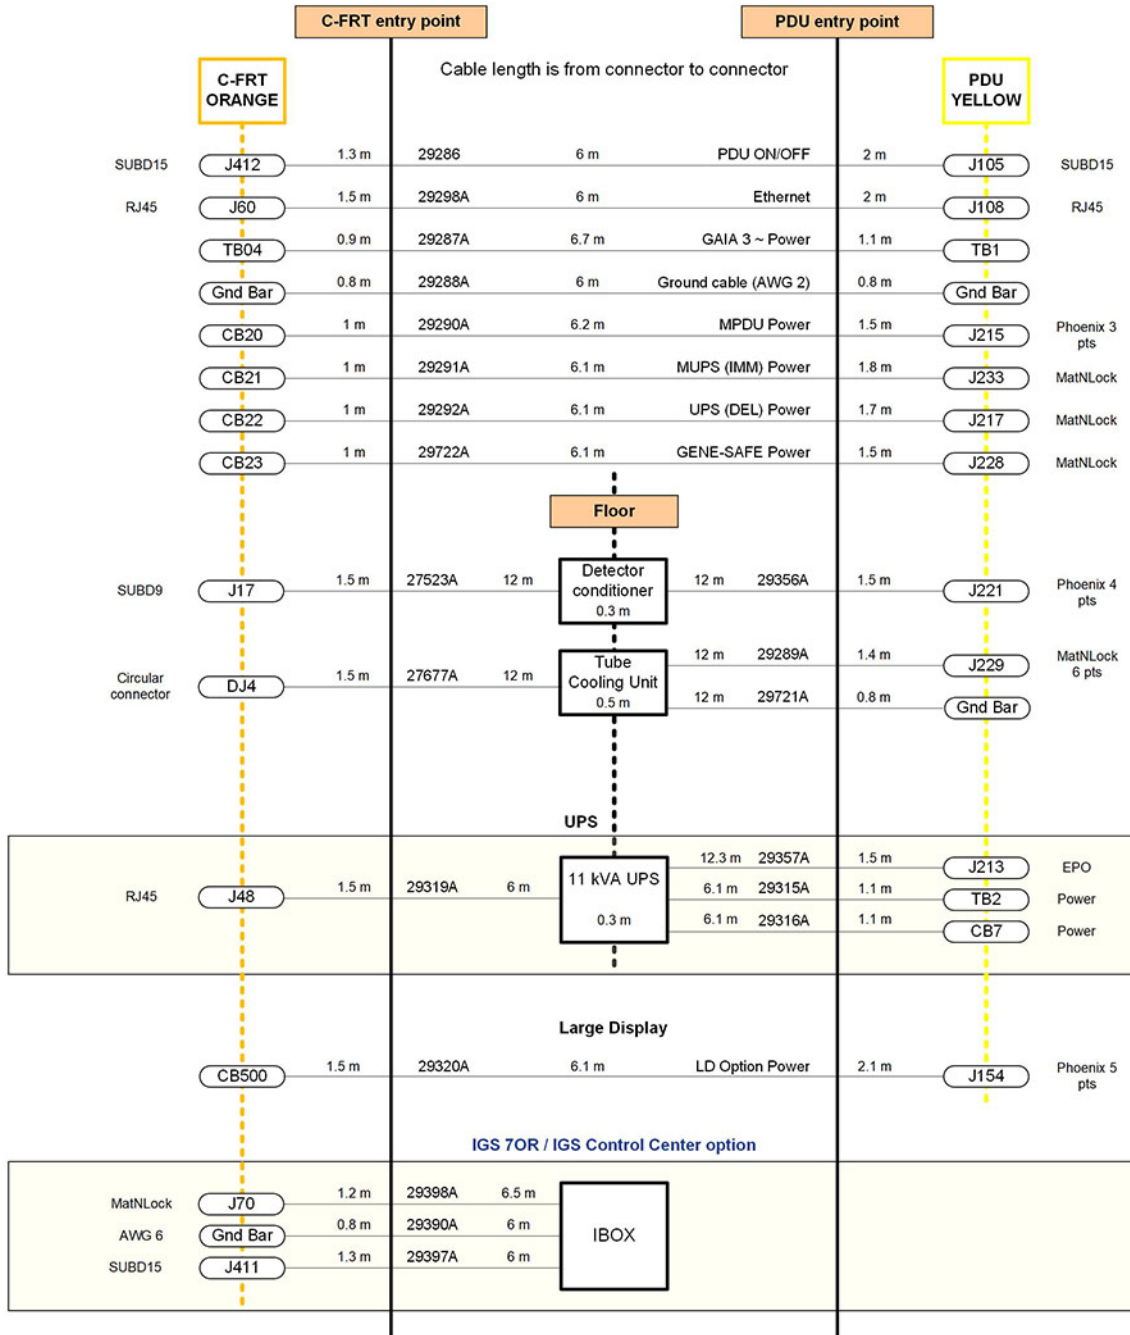 C-FRT entry point
PDU entry point
Cable length is from connector to connector
C-FRT
ORANGE
PDU
YELLOW
SUBD15 J412 1.3 m 29286 6 m PDU ON/OFF 2 m J105 SUBD15
RJ45 J60 1.5 m 29298A 6 m Ethernet 2 m J108 RJ45
TB04 0.9 m 29287A 6.7 m GAIA 3 ~ Power 1.1 m TB1
Gnd Bar 0.8 m 29288A 6 m Ground cable (AWG 2) 0.8 m Gnd Bar
CB20 1 m 29290A 6.2 m MPDU Power 1.5 m J215 Phoenix 3
pts
CB21 1 m 29291A 6.1 m MUPS (IMM) Power 1.8 m J233 MatNLock
CB22 1 m 29292A 6.1 m UPS (DEL) Power 1.7 m J217 MatNLock
CB23 1 m 29722A 6.1 m GENE-SAFE Power 1.5 m J228 MatNLock
Floor
SUBD9 J17 1.5 m 27523A 12 m
Detector
conditioner
0.3 m
12 m 29356A 1.5 m J221 Phoenix 4
pts
Circular
connector
DJ4 1.5 m 27677A 12 m
Tube
Cooling Unit
0.5 m
12 m 29289A 1.4 m J229 MatNLock
6 pts
12 m 29721A 0.8 m Gnd Bar
UPS
RJ45 J48 1.5 m 29319A 6 m
11 kVA UPS
0.3 m
12.3 m 29357A 1.5 m J213 EPO
6.1 m 29315A 1.1 m TB2 Power
6.1 m 29316A 1.1 m CB7 Power
Large Display
CB500 1.5 m 29320A 6.1 m LD Option Power 2.1 m J154 Phoenix 5
pts
IGS 7OR / IGS Control Center option
MatNLock J70 1.2 m 29398A 6.5 m
AWG 6 Gnd Bar 0.8 m 29390A 6 m
SUBD15 J411 1.3 m 29397A 6 m
IBOX